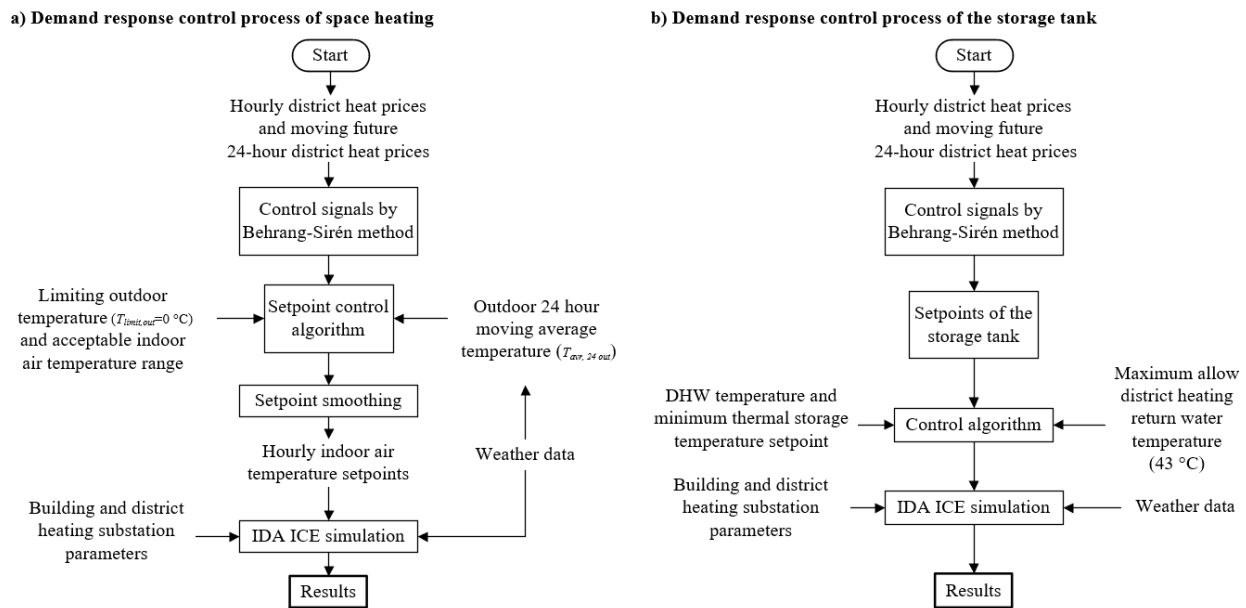 a) Demand response control process of space heating
Start
Hourly district heat prices
and moving future
24-hour district heat prices
Control signals by
Behrang-Sirén method
Limiting outdoor
temperature (Tlimit,out=0 °C)
and acceptable indoor
air temperature range
Setpoint control
algorithm
Outdoor 24 hour
moving average
temperature (Tavr, 24 out)
Setpoint smoothing
Hourly indoor air
temperature setpoints
Weather data
Building and district
heating substation
parameters
IDA ICE simulation
Results
b) Demand response control process of the storage tank
Start
Hourly district heat prices
and moving future
24-hour district heat prices
Control signals by
Behrang-Sirén method
Setpoints of the
storage tank
DHW temperature and
minimum thermal storage
temperature setpoint
Control algorithm
Maximum allow
district heating
return water
temperature
(43 °C)
Building and district
heating substation
parameters
IDA ICE simulation
Weather data
Results